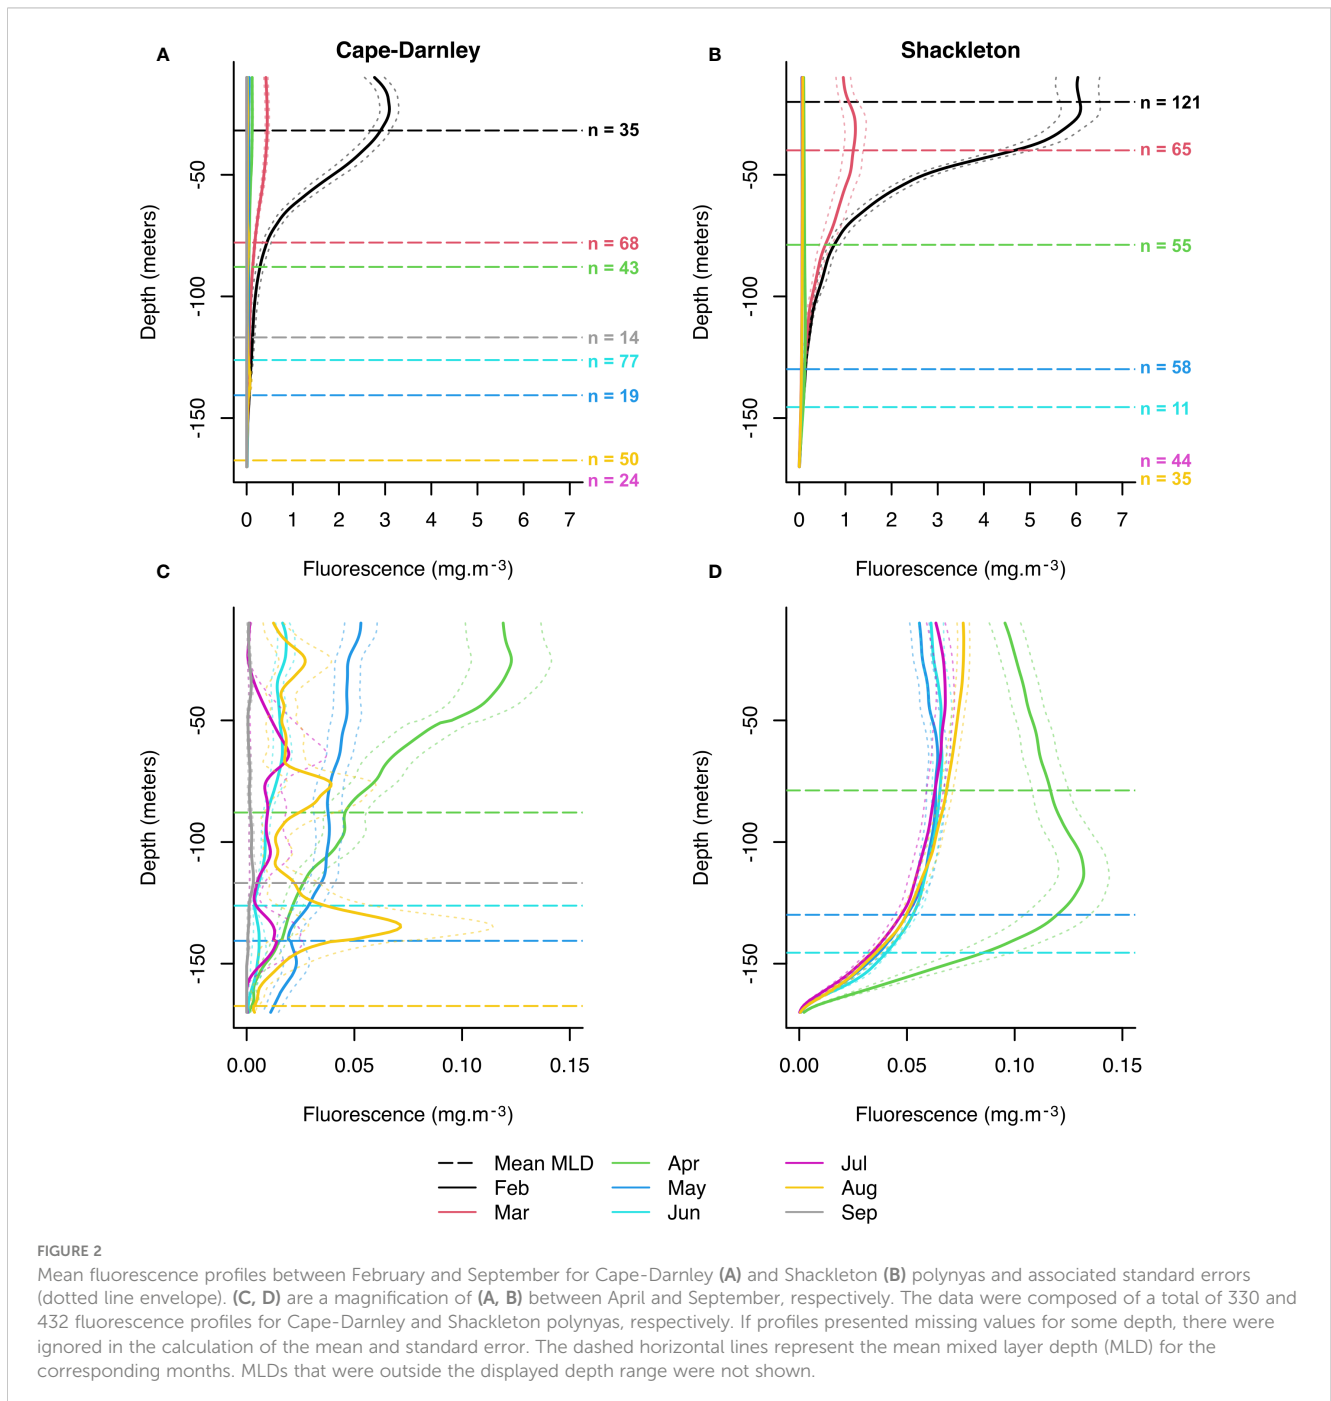 A
Cape-Darnley
B
Shackleton
Depth (meters)
-50
-100
-150
n = 35
n = 68
n = 43
n = 14
n = 77
n = 19
n = 50
n = 24
0 1 2 3 4 5 6 7
Fluorescence (mg.m-3)
Depth (meters)
-50
-100
-150
n = 121
n = 65
n = 55
n = 58
n = 11
n = 44
n = 35
0 1 2 3 4 5 6 7
Fluorescence (mg.m-3)
C
Depth (meters)
-50
-100
-150
0.00 0.05 0.10 0.15
Fluorescence (mg.m-3)
D
Depth (meters)
-50
-100
-150
0.00 0.05 0.10 0.15
Fluorescence (mg.m-3)
Mean MLD
Feb
Mar
Apr
May
Jun
Jul
Aug
Sep
FIGURE 2
Mean fluorescence profiles between February and September for Cape-Darnley (A) and Shackleton (B) polynyas and associated standard errors
(dotted line envelope). (C, D) are a magnification of (A, B) between April and September, respectively. The data were composed of a total of 330 and
432 fluorescence profiles for Cape-Darnley and Shackleton polynyas, respectively. If profiles presented missing values for some depth, there were
ignored in the calculation of the mean and standard error. The dashed horizontal lines represent the mean mixed layer depth (MLD) for the
corresponding months. MLDs that were outside the displayed depth range were not shown.